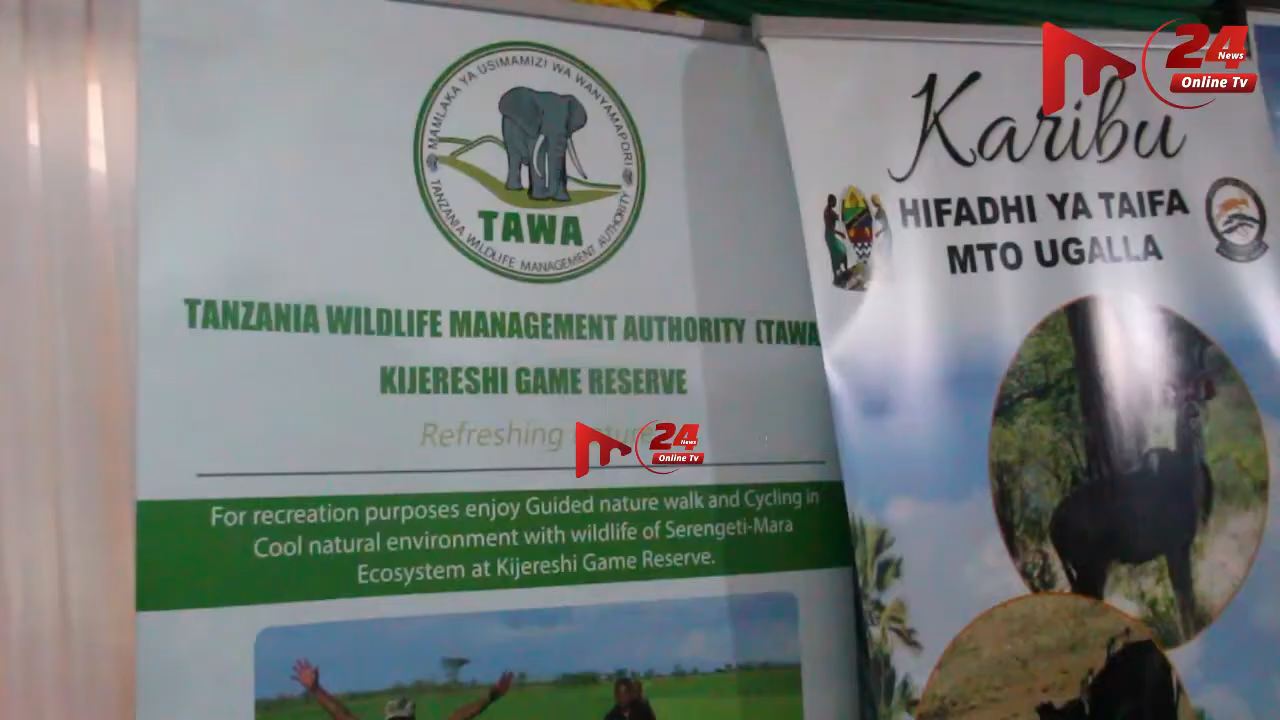 MAMLAKA YA USIMAMIZI WA WANYAMAPORI
TAWA
TANZANIA WILDLIFE MANAGEMENT AUTHORITY
TANZANIA WILDLIFE MANAGEMENT AUTHORITY (TAWA
KIJERESHI GAME RESERVE
Refreshing
For recreation purposes enjoy Guided nature walk and Cycling in
Cool natural environment with wildlife of Serengeti-Mara
Ecosystem at Kijereshi Game Reserve.
Karibu
HIFADHI YA TAIFA
MTO UGALLA
M 24
News
Online Tv
M 24
News
Online Tv